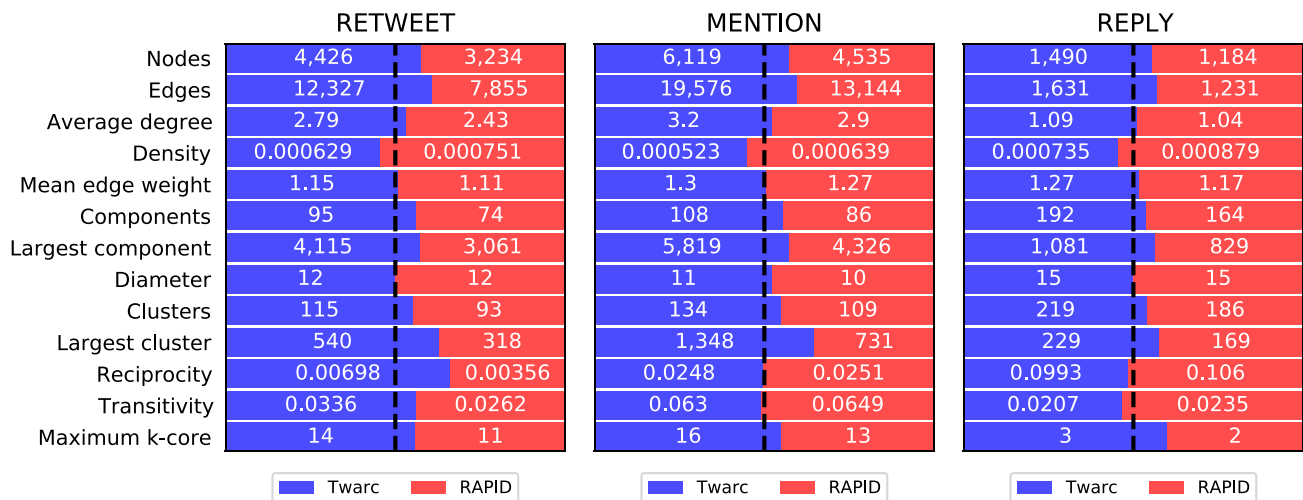 RETWEET MENTION REPLY
Nodes 4,426 3,234 6,119 4,535 1,490 1,184
Edges 12,327 7,855 19,576 13,144 1,631 1,231
Average degree 2.79 2.43 3.2 2.9 1.09 1.04
Density 0.000629 0.000751 0.000523 0.000639 0.000735 0.000879
Mean edge weight 1.15 1.11 1.3 1.27 1.27 1.17
Components 95 74 108 86 192 164
Largest component 4,115 3,061 5,819 4,326 1,081 829
Diameter 12 12 11 10 15 15
Clusters 115 93 134 109 219 186
Largest cluster 540 318 1,348 731 229 169
Reciprocity 0.00698 0.00356 0.0248 0.0251 0.0993 0.106
Transitivity 0.0336 0.0262 0.063 0.0649 0.0207 0.0235
Maximum k-core 14 11 16 13 3 2
Twarc RAPID Twarc RAPID Twarc RAPID